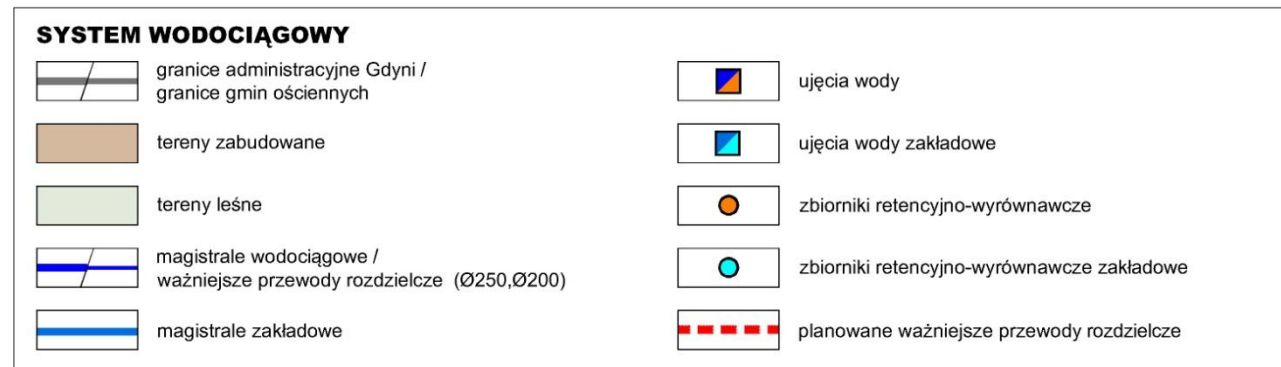 SYSTEM WODOCIĄGOWY
granice administracyjne Gdyni /
granice gmin ościennych
tereny zabudowane
tereny leśne
magistrale wodociągowe /
ważniejsze przewody rozdzielcze (Ø250,Ø200)
magistrale zakładowe
ujęcia wody
ujęcia wody zakładowe
zbiorniki retencyjno-wyrównawcze
zbiorniki retencyjno-wyrównawcze zakładowe
planowane ważniejsze przewody rozdzielcze